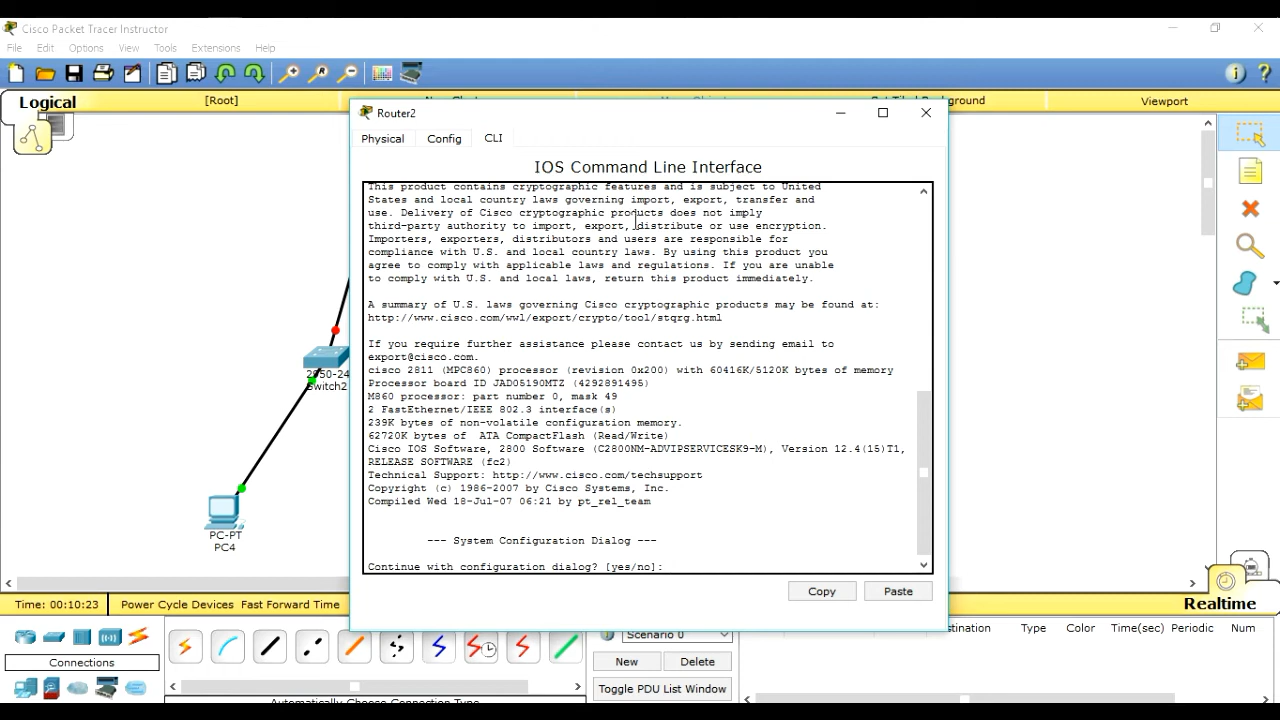 Cisco Packet Tracer Instructor
File Edit Options View Tools Extensions Help
Logical
[Root]
Viewport
Router2
Physical Config CLI
IOS Command Line Interface
This product contains cryptographic features and is subject to United
States and local country laws governing import, export, transfer and
use. Delivery of Cisco cryptographic products does not imply
third-party authority to import, export, distribute or use encryption.
Importers, exporters, distributors and users are responsible for
compliance with U.S. and local country laws. By using this product you
agree to comply with applicable laws and regulations. If you are unable
to comply with U.S. and local laws, return this product immediately.
A summary of U.S. laws governing Cisco cryptographic products may be found at:
http://www.cisco.com/wwl/export/crypto/tool/stqrg.html
If you require further assistance please contact us by sending email to
export@cisco.com.
cisco 2811 (MPC860) processor (revision 0x200) with 60416K/5120K bytes of memory
Processor board ID JAD05190MTZ (4292891495)
M860 processor: part number 0, mask 49
2 FastEthernet/IEEE 802.3 interface(s)
239K bytes of non-volatile configuration memory.
62720K bytes of ATA CompactFlash (Read/Write)
Cisco IOS Software, 2800 Software (C2800NM-ADVIPSERVICESK9-M), Version 12.4(15)T1,
RELEASE SOFTWARE (fc2)
Technical Support: http://www.cisco.com/techsupport
Copyright (c) 1986-2007 by Cisco Systems, Inc.
Compiled Wed 18-Jul-07 06:21 by pt_rel_team
--- System Configuration Dialog ---
Continue with configuration dialog? [yes/no]:
Copy Paste
2950-24
Switch2
PC-PT
PC4
Time: 00:10:23 Power Cycle Devices Fast Forward Time
Realtime
Connections
Scenario 0
New Delete
Toggle PDU List Window
Type Color Time(sec) Periodic Num
Automatically Choose Connection Type